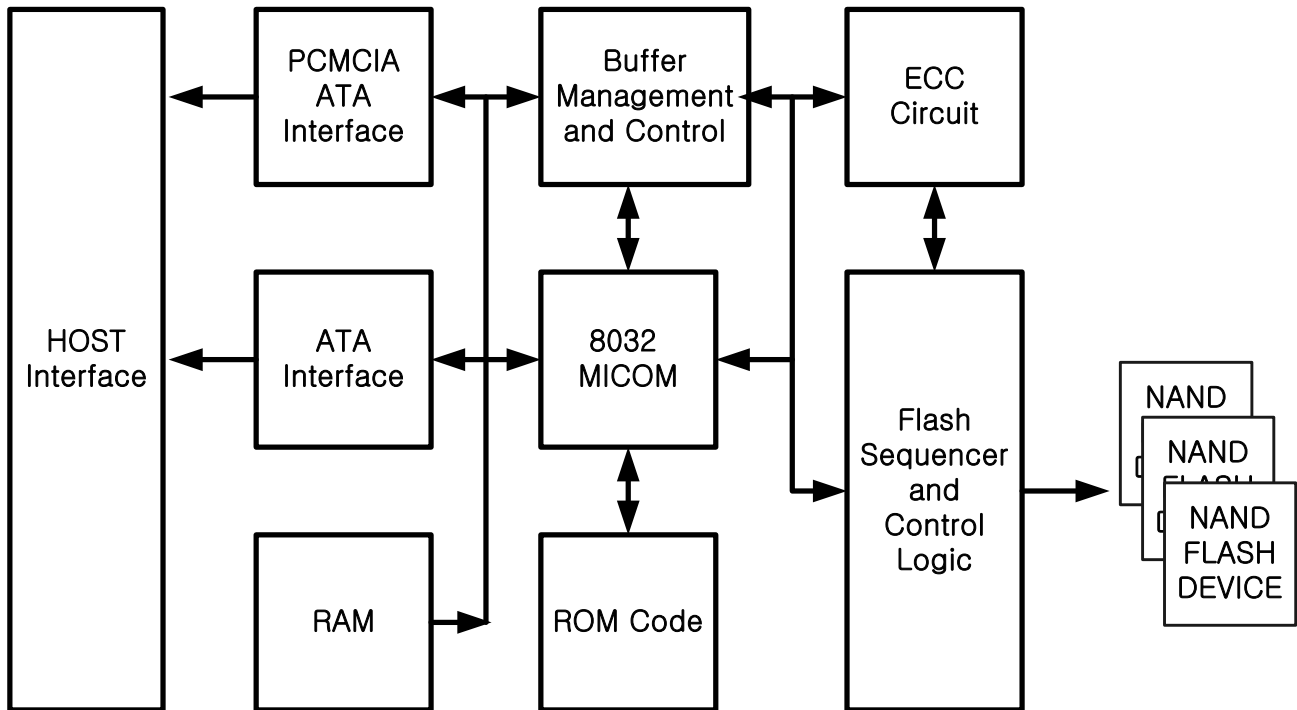 PCMCIA
ATA
Interface
Buffer
Management
and Control
ECC
Circuit
HOST
Interface
ATA
Interface
8032
MICOM
Flash
Sequencer
and
Control
Logic
RAM
ROM Code
NAND
NAND
FLASH
NAND
FLASH
DEVICE